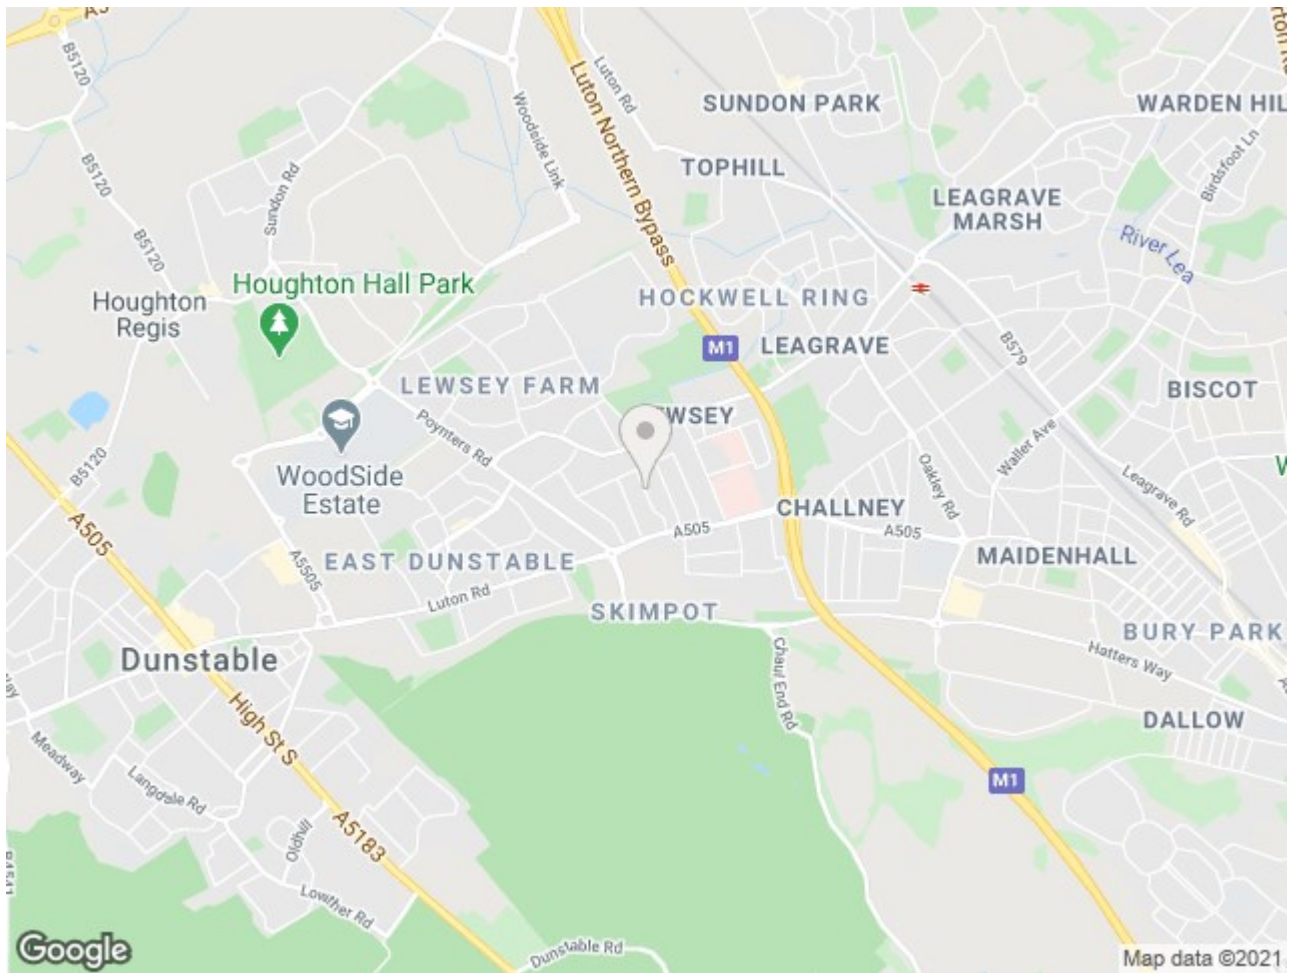 A5
B5120
Luton Rd
SUNDON PARK
WARDEN HIL
Luton Northern Bypass
Woodside Link
TOPHILL
Birdsfoot Ln
B5120
Sundon Rd
LEAGRAVE
MARSH
River Lea
B5120
Houghton Hall Park
Houghton
Regis
HOCKWELL RING
M1
LEAGRAVE
B579
LEWSEY FARM
BISCOT
EWSEY
Poynters Rd
Waller Ave
B5120
WoodSide
Estate
Oakley Rd
Leagrave Rd
W
CHALLNEY
A505
A505
A505
A5505
EAST DUNSTABLE
MAIDENHALL
Luton Rd
SKIMPOT
BURY PARK
Dunstable
Chaul End Rd
Hatters Way
High St S
DALLOW
Meadway
Langdale Rd
M1
A5183
Oldhill
Lowther Rd
B4541
Dunstable Rd
Google
Map data ©2021